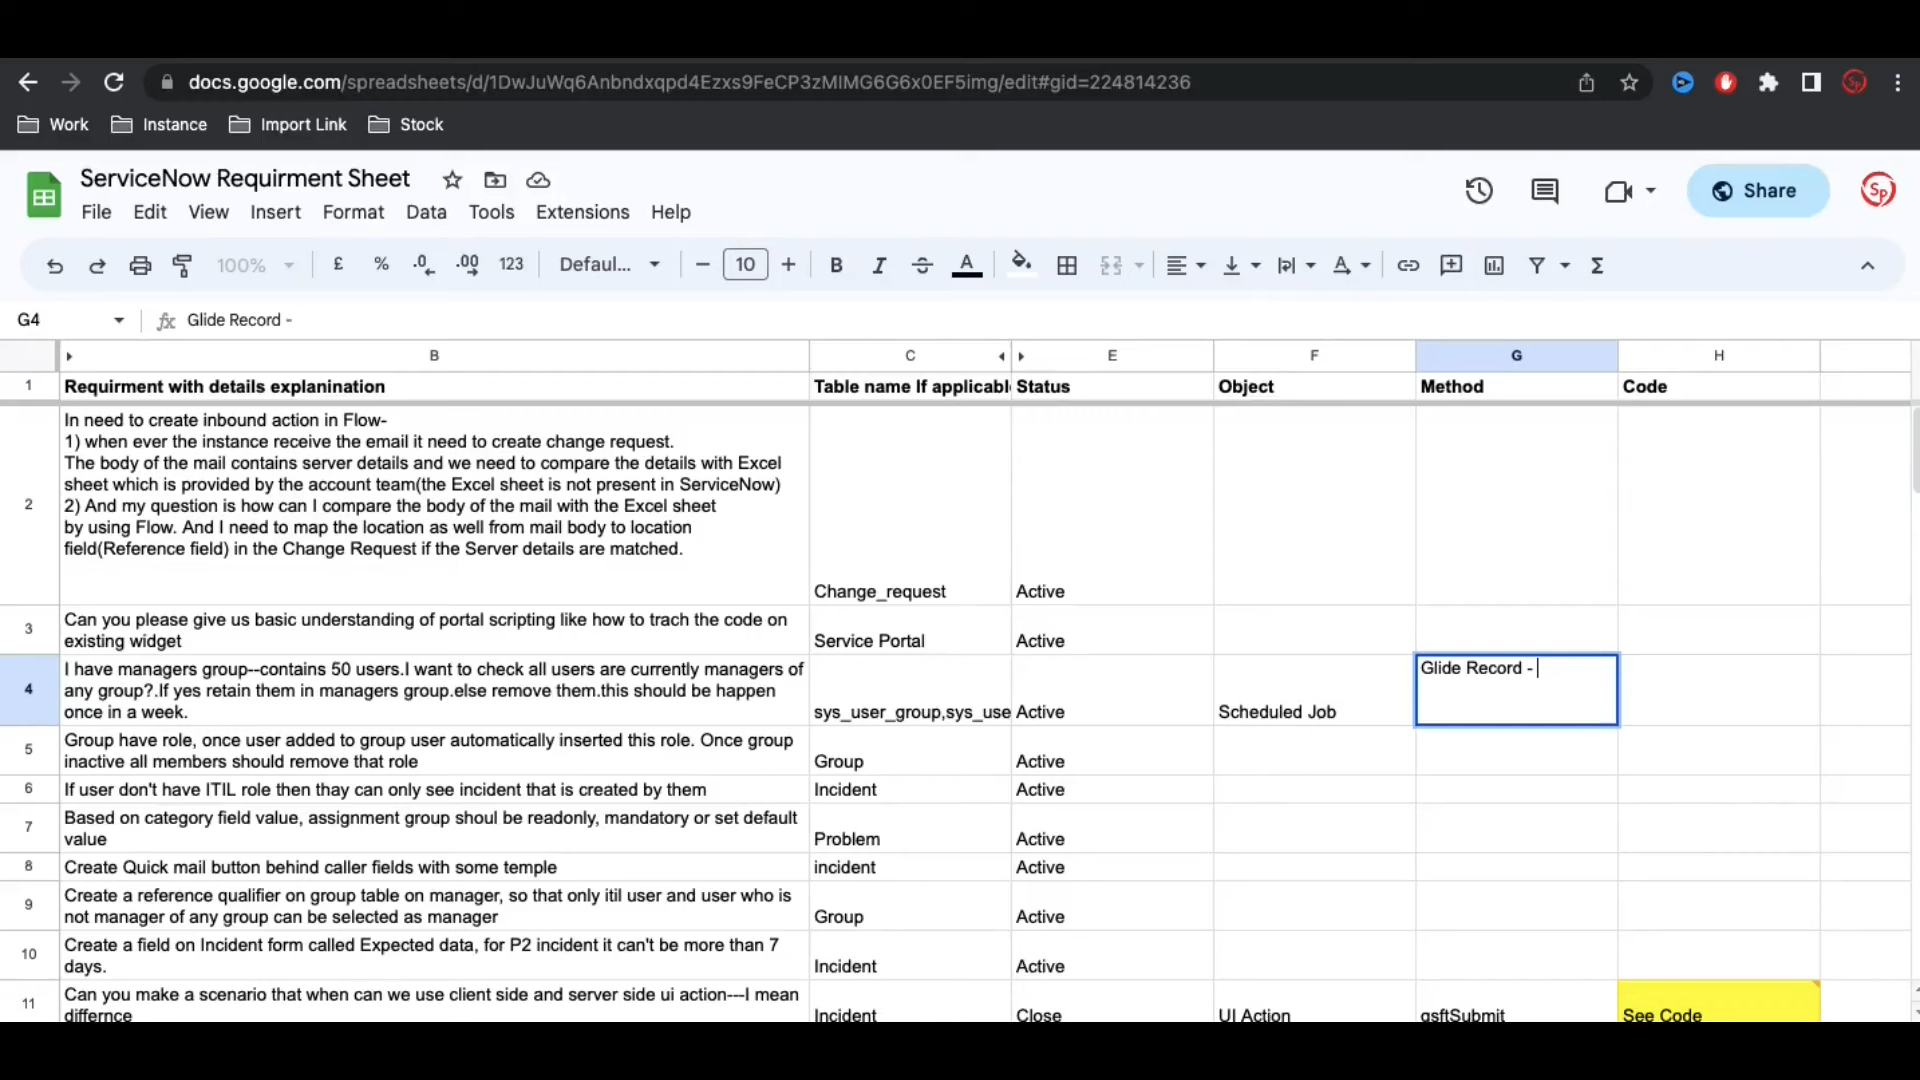 docs.google.com/spreadsheets/d/1DwJuWq6Anbndxqpd4Ezxs9FeCP3zMIMG6G6x0EF5img/edit#gid=224814236
Work Instance Import Link Stock
ServiceNow Requirment Sheet
File Edit View Insert Format Data Tools Extensions Help
Share
Sp
100% £ % .0 .00 123 Defaul... 10 B I S A Σ
G4 fx Glide Record -
B C E F G H
1 Requirment with details explanination Table name If applicabl Status Object Method Code
In need to create inbound action in Flow-
1) when ever the instance receive the email it need to create change request.
The body of the mail contains server details and we need to compare the details with Excel
sheet which is provided by the account team(the Excel sheet is not present in ServiceNow)
2 2) And my question is how can I compare the body of the mail with the Excel sheet
by using Flow. And I need to map the location as well from mail body to location
field(Reference field) in the Change Request if the Server details are matched.
Change_request Active
3 Can you please give us basic understanding of portal scripting like how to trach the code on
existing widget Service Portal Active
I have managers group--contains 50 users.I want to check all users are currently managers of Glide Record -
4 any group?.If yes retain them in managers group.else remove them.this should be happen
once in a week. sys_user_group,sys_use Active Scheduled Job
5 Group have role, once user added to group user automatically inserted this role. Once group
inactive all members should remove that role Group Active
6 If user don't have ITIL role then thay can only see incident that is created by them Incident Active
7 Based on category field value, assignment group shoul be readonly, mandatory or set default
value Problem Active
8 Create Quick mail button behind caller fields with some temple incident Active
9 Create a reference qualifier on group table on manager, so that only itil user and user who is
not manager of any group can be selected as manager Group Active
10 Create a field on Incident form called Expected data, for P2 incident it can't be more than 7
days. Incident Active
11 Can you make a scenario that when can we use client side and server side ui action---I mean
differnce Incident Close UI Action gsftSubmit See Code